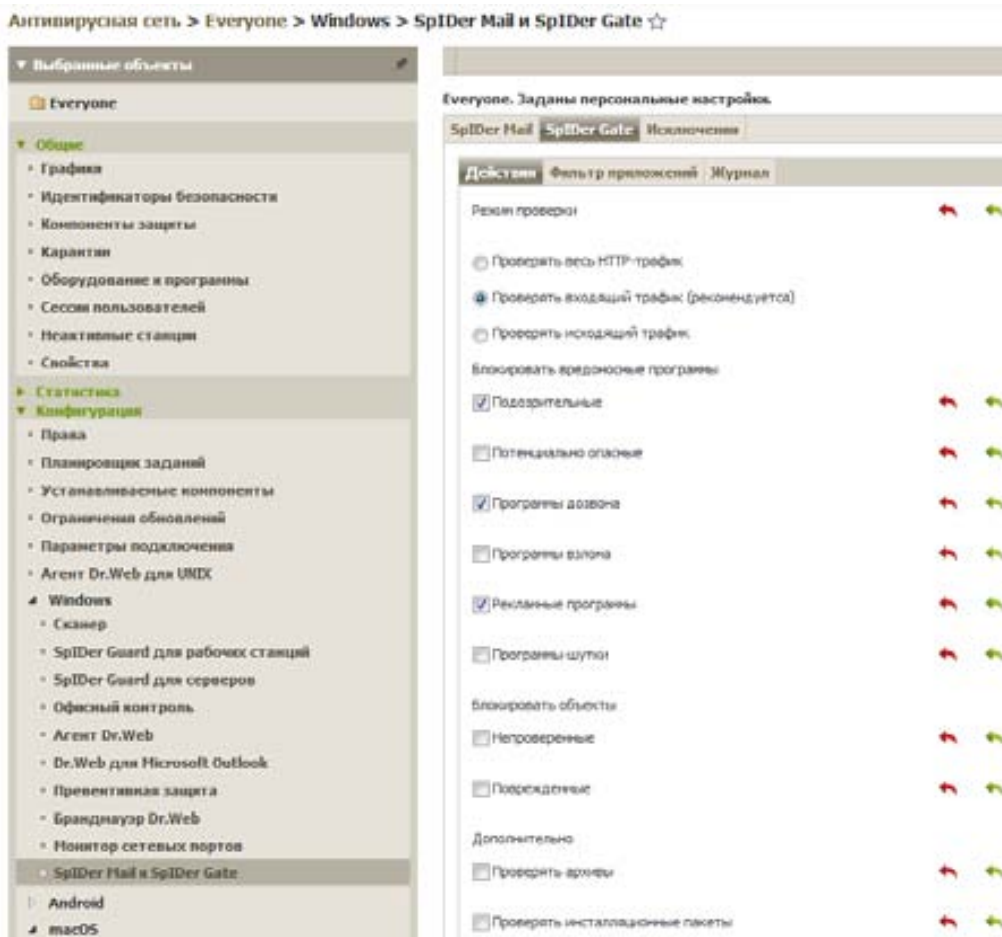 Антивирусная сеть > Everyone > Windows > SpIDer Mail и SpIDer Gate ☆
Выбранные объекты
Everyone
Общие
Графики
Идентификаторы безопасности
Компоненты защиты
Карантин
Оборудование и программы
Сессии пользователей
Неактивные станции
Свойства
Статистика
Конфигурация
Права
Планировщик заданий
Устанавливаемые компоненты
Ограничения обновлений
Параметры подключения
Агент Dr.Web для UNIX
Windows
Сканер
SpIDer Guard для рабочих станций
SpIDer Guard для серверов
Офисный контроль
Агент Dr.Web
Dr.Web для Microsoft Outlook
Превентивная защита
Брандмауэр Dr.Web
Монитор сетевых портов
SpIDer Mail и SpIDer Gate
Android
macOS
Everyone. Заданы персональные настройки.
SpIDer Mail SpIDer Gate Исключения
Действия Фильтр приложений Журнал
Режим проверки
Проверять весь HTTP-трафик
Проверять входящий трафик (рекомендуется)
Проверять исходящий трафик
Блокировать вредоносные программы
Подозрительные
Потенциально опасные
Программы дозвона
Программы взлома
Рекламные программы
Программы-шутки
Блокировать объекты
Непроверенные
Поврежденные
Дополнительно
Проверять архивы
Проверять инсталляционные пакеты